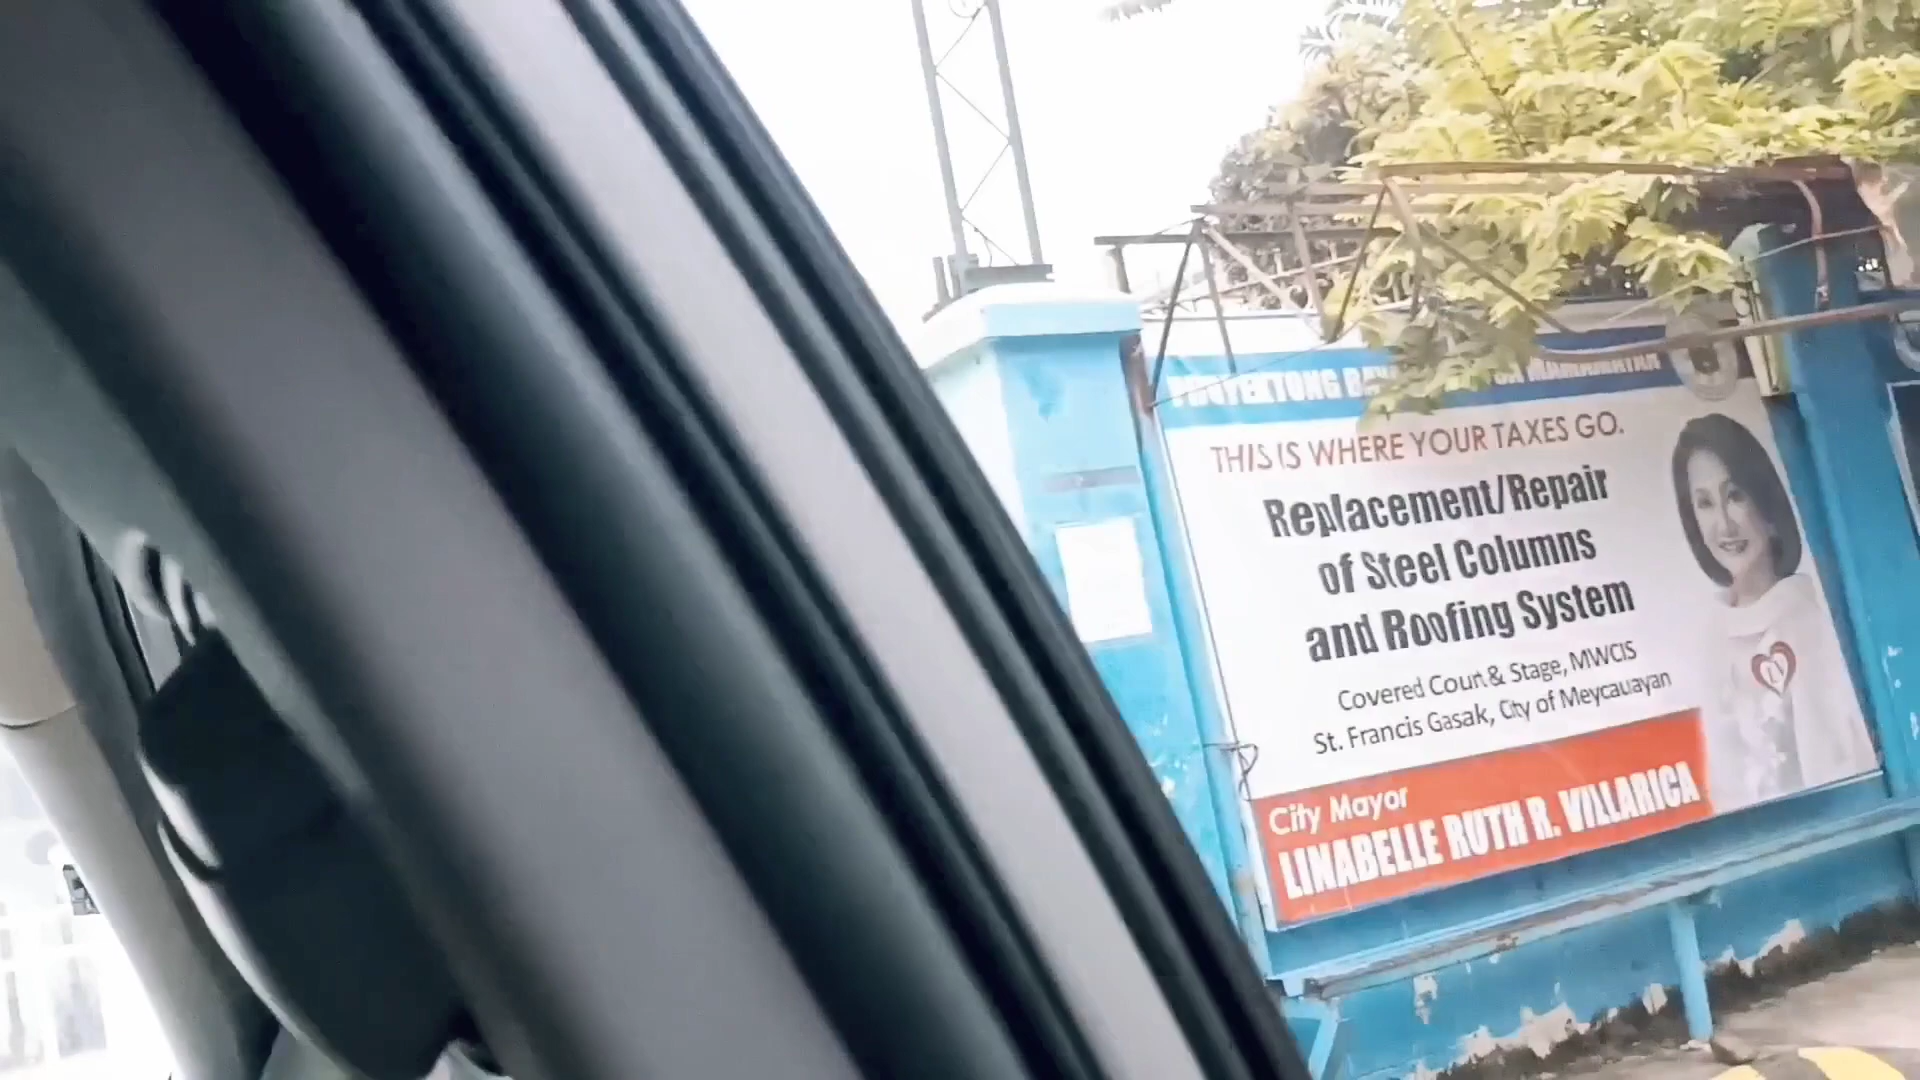 PROYEKTONG
THIS IS WHERE YOUR TAXES GO.
Replacement/Repair
of Steel Columns
and Roofing System
Covered Court & Stage, MWCIS
St. Francis Gasak, City of Meycauayan
City Mayor
LINABELLE RUTH R. VILLARICA